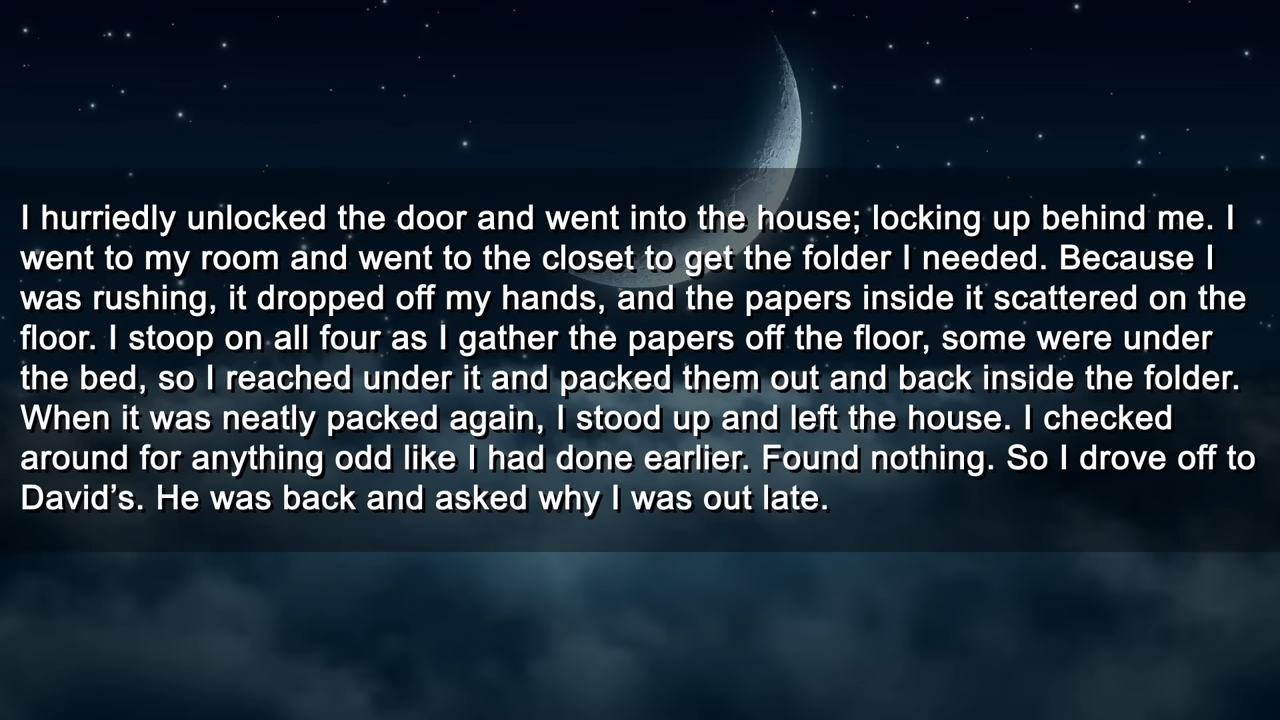 I hurriedly unlocked the door and went into the house; locking up behind me. I
went to my room and went to the closet to get the folder I needed. Because I
was rushing, it dropped off my hands, and the papers inside it scattered on the
floor. I stoop on all four as I gather the papers off the floor, some were under
the bed, so I reached under it and packed them out and back inside the folder.
When it was neatly packed again, I stood up and left the house. I checked
around for anything odd like I had done earlier. Found nothing. So I drove off to
David’s. He was back and asked why I was out late.